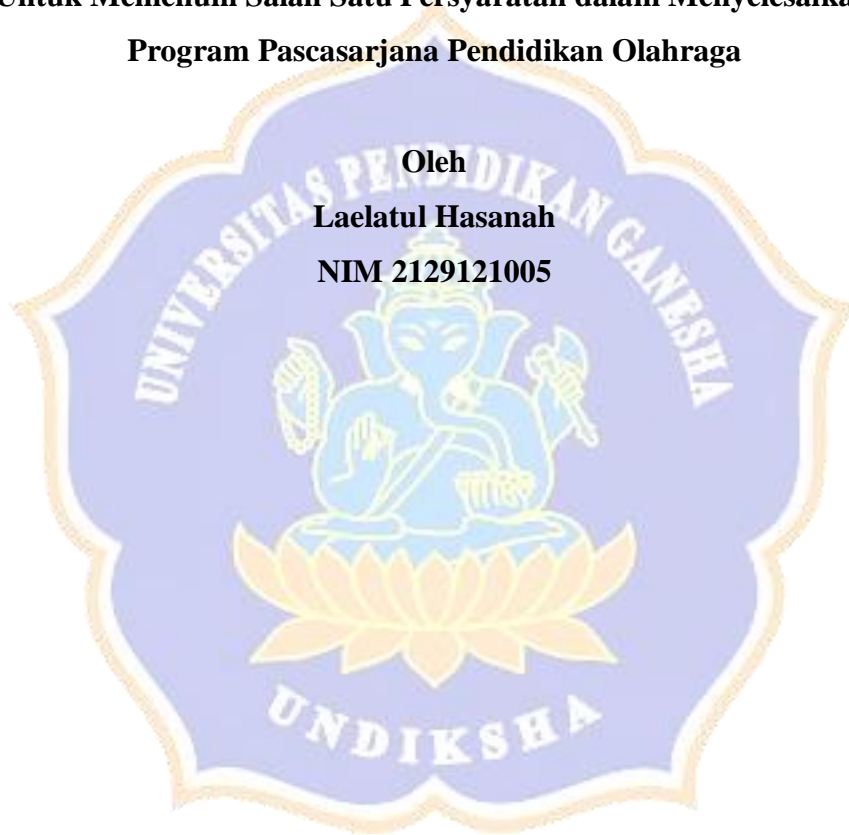 Untuk Memenuhi Salah Satu Persyaratan dalam Menyelesaika
Program Pascasarjana Pendidikan Olahraga
Oleh
Laelatul Hasanah
NIM 2129121005
UNIVERSITAS PENDIDIKAN GANESHA
UNDIKSHA